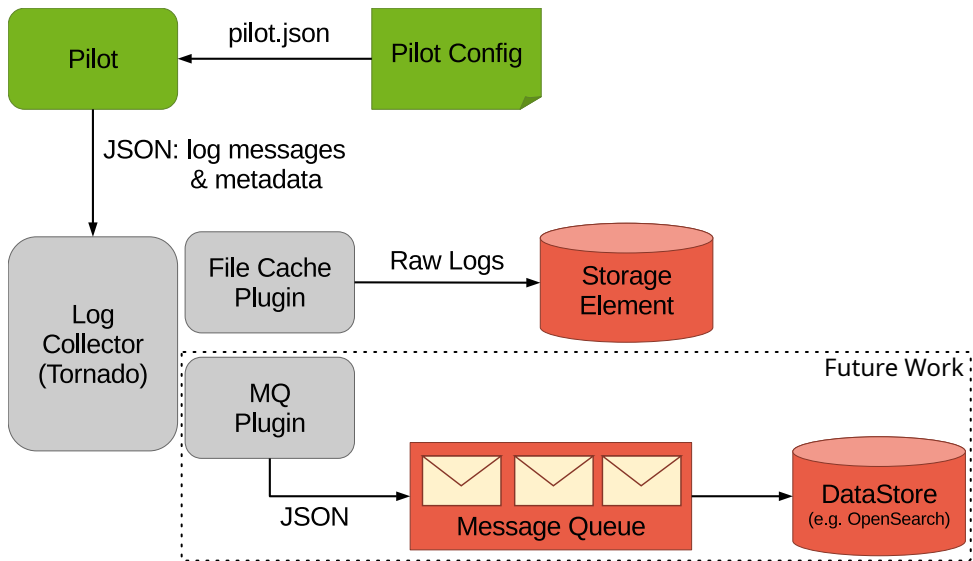 Pilot
pilot.json
Pilot Config
JSON: log messages
& metadata
Log
Collector
(Tornado)
File Cache
Plugin
Raw Logs
Storage
Element
Future Work
MQ
Plugin
JSON
Message Queue
DataStore
(e.g. OpenSearch)